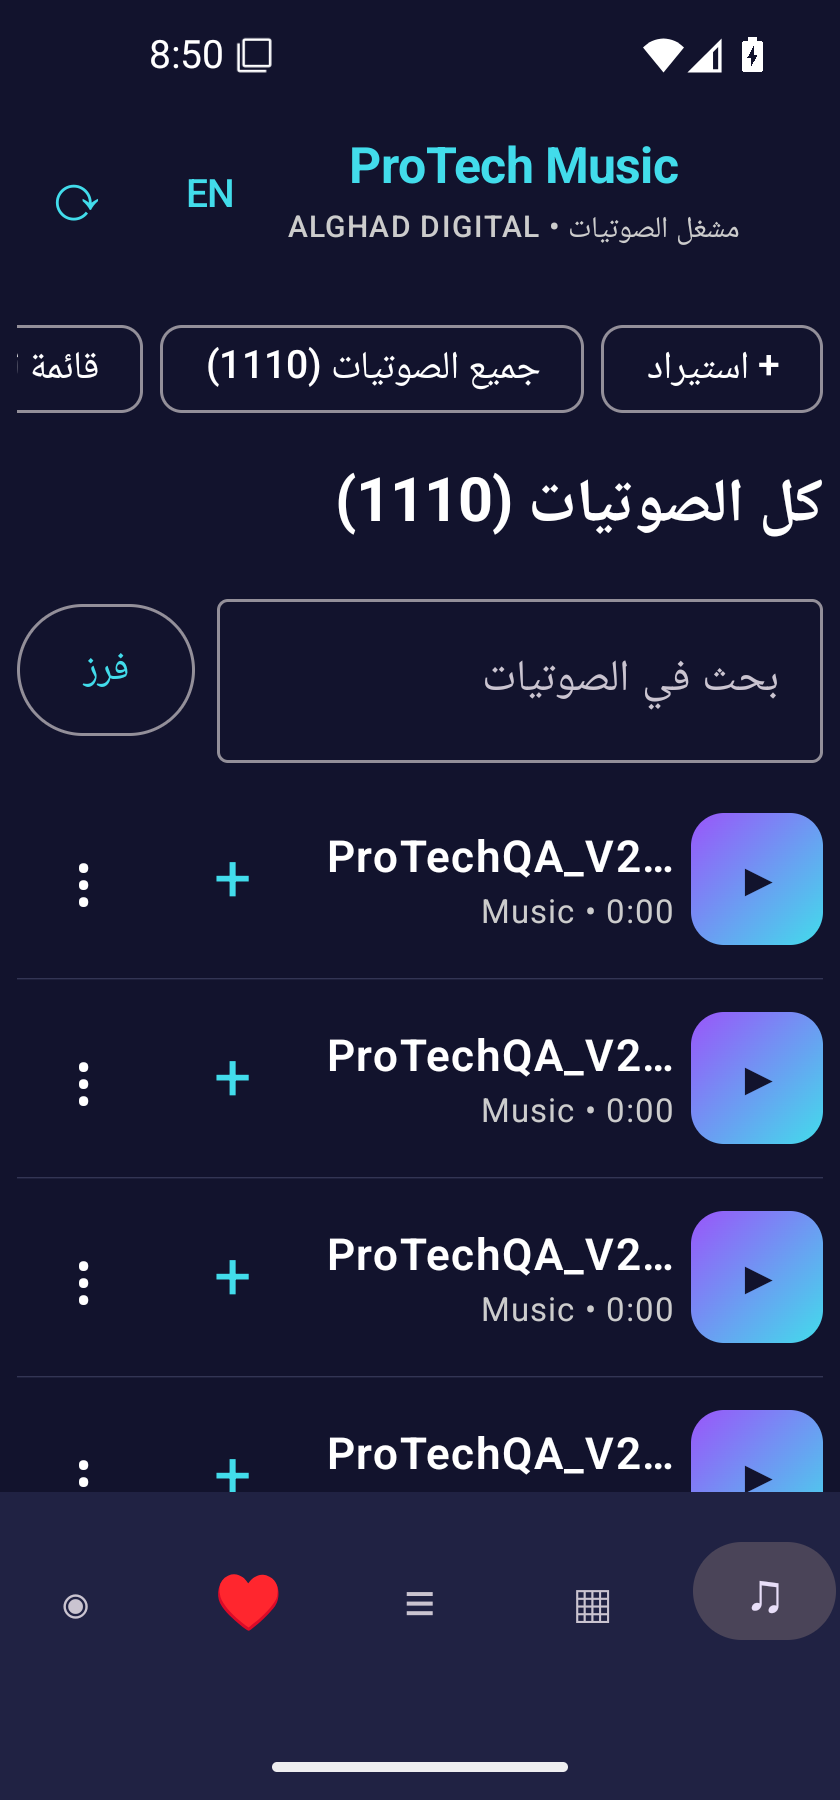 8:50
ProTech Music
EN
مشغل الصوتيات • ALGHAD DIGITAL
+ استيراد
جميع الصوتيات (1110)
قائمة
كل الصوتيات (1110)
بحث في الصوتيات
فرز
ProTechQA_V2...
Music • 0:00
ProTechQA_V2...
Music • 0:00
ProTechQA_V2...
Music • 0:00
ProTechQA_V2...